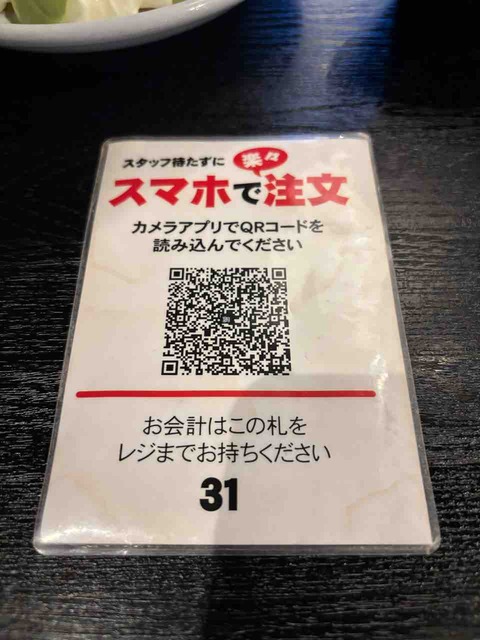 スタッフ待たずに
楽々
スマホで注文
カメラアプリでQRコードを
読み込んでください
お会計はこの札を
レジまでお持ちください
31